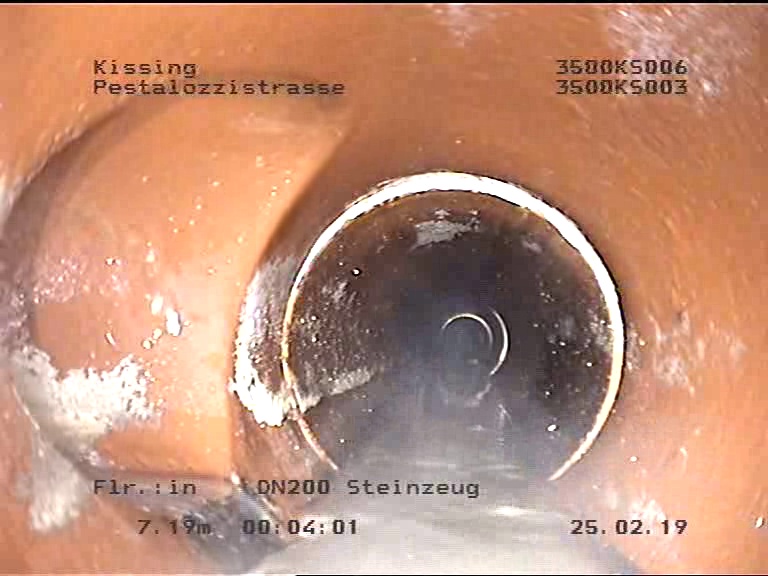 Kissing 3500KS006
Pestalozzistrasse 3500KS003
Flr.:in DN200 Steinzeug
7.19m 00:04:01 25.02.19